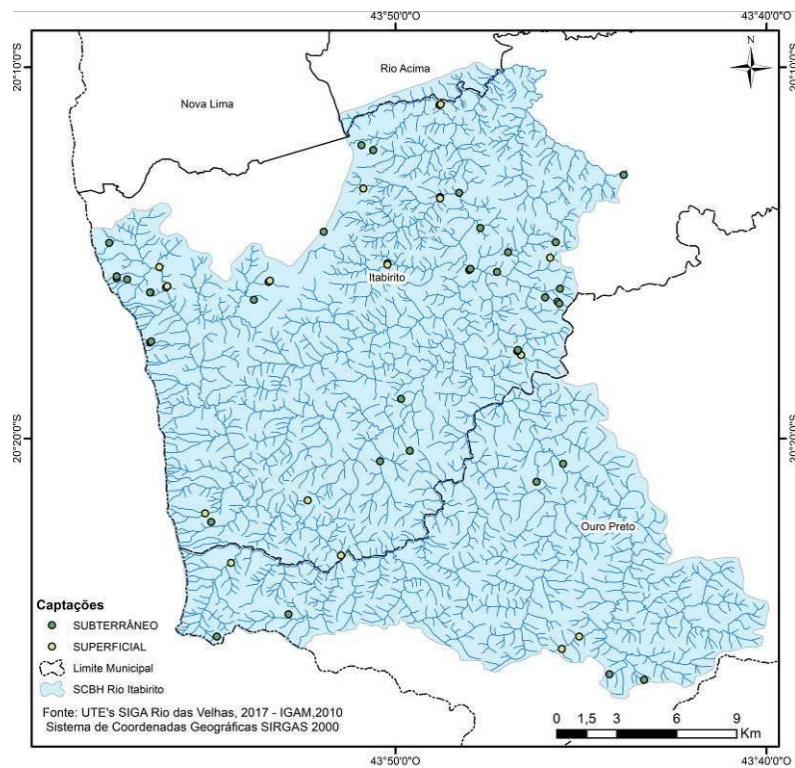 43°50'0"O
43°40'0"O
20°10'0"S
20°10'0"S
N
Rio Acima
Nova Lima
Itabirito
20°20'0"S
20°20'0"S
Ouro Preto
Captações
SUBTERRÂNEO
SUPERFICIAL
Limite Municipal
SCBH Rio Itabirito
Fonte: UTE's SIGA Rio das Velhas, 2017 - IGAM,2010
Sistema de Coordenadas Geográficas SIRGAS 2000
0 1,5 3 6 9
Km
43°50'0"O
43°40'0"O